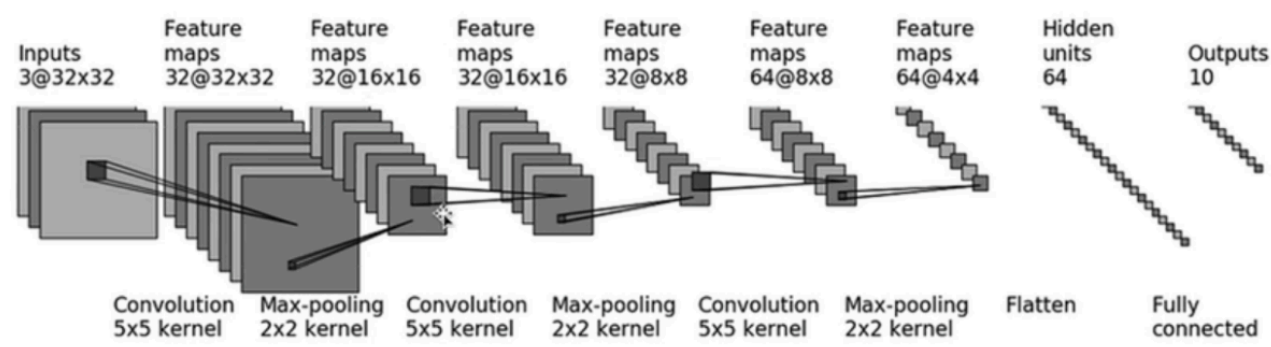 Inputs
3@32x32
Feature
maps
32@32x32
Feature
maps
32@16x16
Feature
maps
32@16x16
Feature
maps
32@8x8
Feature
maps
64@8x8
Feature
maps
64@4x4
Hidden
units
64
Outputs
10
Convolution
5x5 kernel
Max-pooling
2x2 kernel
Convolution
5x5 kernel
Max-pooling
2x2 kernel
Convolution
5x5 kernel
Max-pooling
2x2 kernel
Flatten
Fully
connected